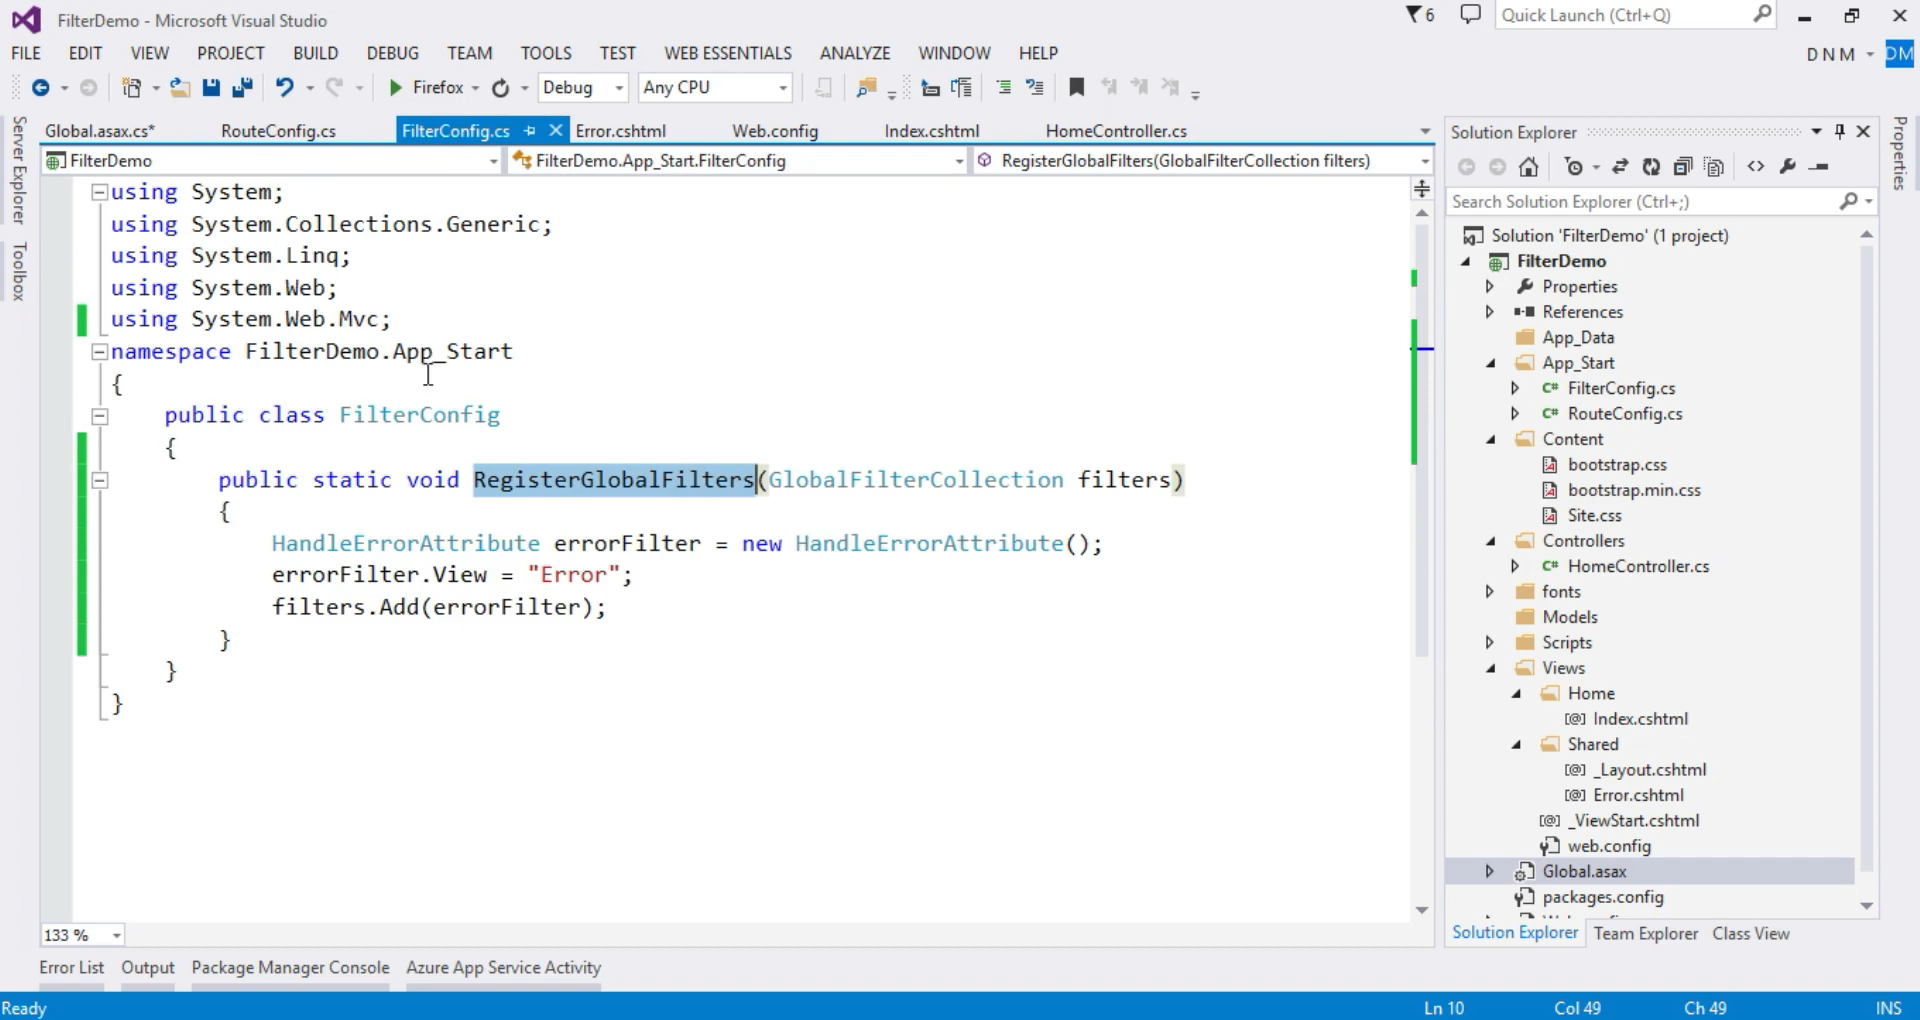 FilterDemo - Microsoft Visual Studio
6
Quick Launch (Ctrl+Q)
FILE EDIT VIEW PROJECT BUILD DEBUG TEAM TOOLS TEST WEB ESSENTIALS ANALYZE WINDOW HELP
D N M DM
Firefox Debug Any CPU
Server Explorer
Toolbox
Global.asax.cs* RouteConfig.cs FilterConfig.cs Error.cshtml Web.config Index.cshtml HomeController.cs
FilterDemo FilterDemo.App_Start.FilterConfig RegisterGlobalFilters(GlobalFilterCollection filters)
using System;
using System.Collections.Generic;
using System.Linq;
using System.Web;
using System.Web.Mvc;
namespace FilterDemo.App_Start
{
public class FilterConfig
{
public static void RegisterGlobalFilters(GlobalFilterCollection filters)
{
HandleErrorAttribute errorFilter = new HandleErrorAttribute();
errorFilter.View = "Error";
filters.Add(errorFilter);
}
}
}
133 %
Error List Output Package Manager Console Azure App Service Activity
Solution Explorer
Search Solution Explorer (Ctrl+;)
Solution 'FilterDemo' (1 project)
FilterDemo
Properties
References
App_Data
App_Start
C# FilterConfig.cs
C# RouteConfig.cs
Content
bootstrap.css
bootstrap.min.css
Site.css
Controllers
C# HomeController.cs
fonts
Models
Scripts
Views
Home
[@] Index.cshtml
Shared
[@] _Layout.cshtml
[@] Error.cshtml
[@] _ViewStart.cshtml
web.config
Global.asax
packages.config
Solution Explorer Team Explorer Class View
Properties
Ready Ln 10 Col 49 Ch 49 INS